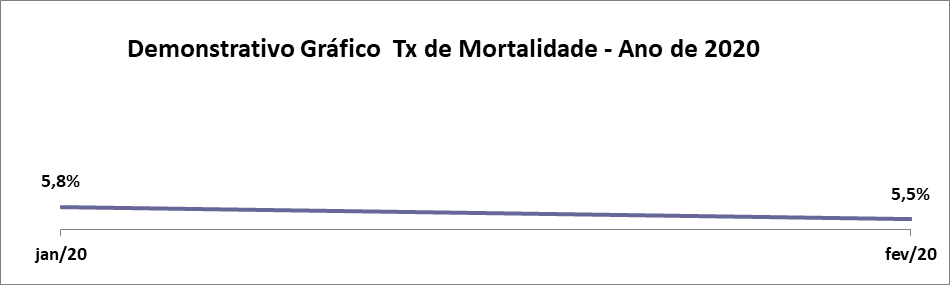 Demonstrativo Gráfico  Tx de Mortalidade - Ano de 2020
5,8%
5,5%
jan/20
fev/20